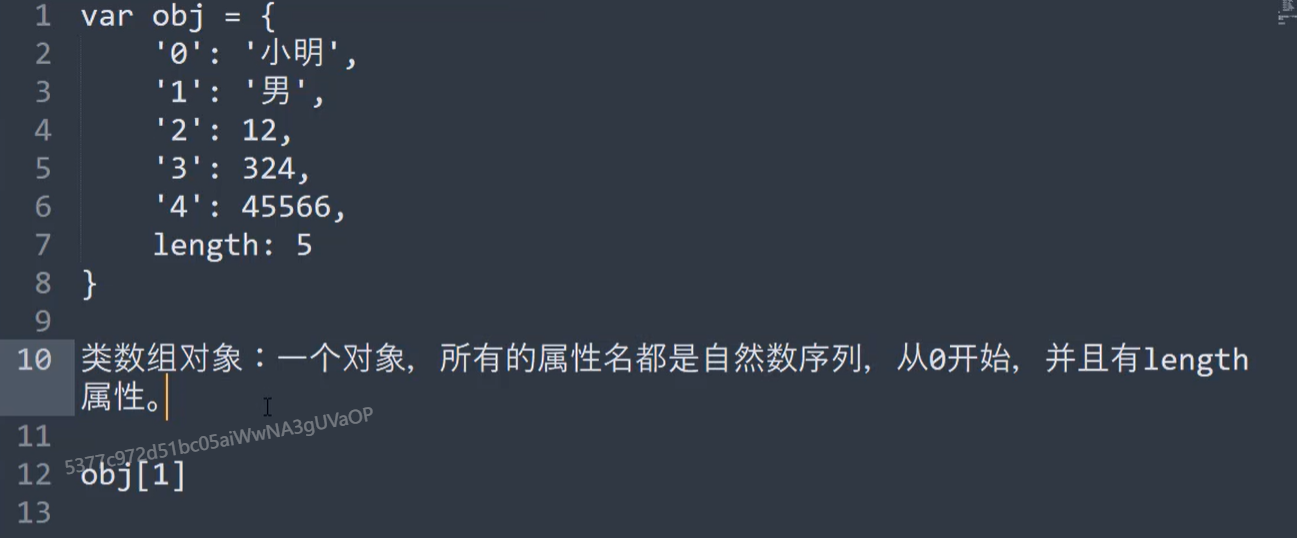 1 var obj = {
2 '0': '小明',
3 '1': '男',
4 '2': 12,
5 '3': 324,
6 '4': 45566,
7 length: 5
8 }
9
10 类数组对象：一个对象，所有的属性名都是自然数序列，从0开始，并且有length
属性。
11
5377c972d51bc05aiWwNA3gUVaOP
12 obj[1]
13